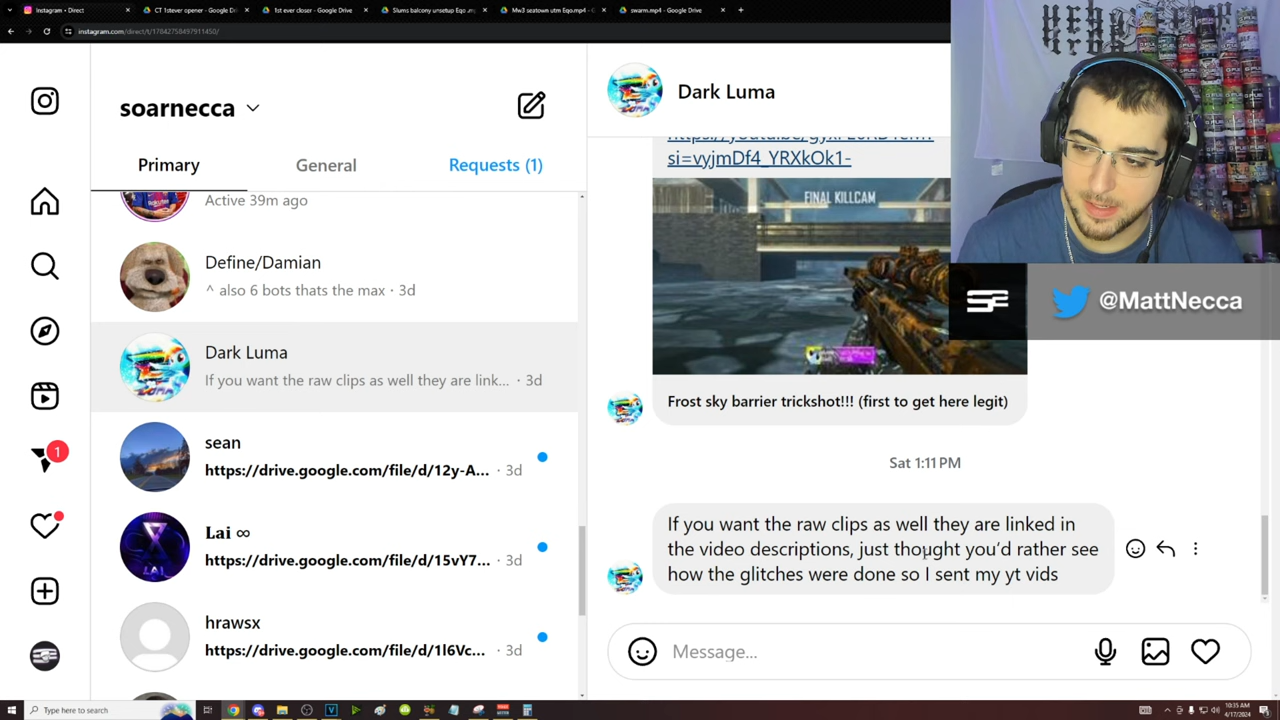 Instagram • Direct
CT 1stever opener - Google Dri
1st ever closer - Google Drive
Slums balcony unsetup Eqo .m
Mw3 seatown utm Eqo.mp4 - G
swarm.mp4 - Google Drive
instagram.com/direct/t/17842758497911450/
soarnecca
Primary
General
Requests (1)
Active 39m ago
Define/Damian
^ also 6 bots thats the max · 3d
Dark Luma
If you want the raw clips as well they are link... · 3d
sean
https://drive.google.com/file/d/12y-A... · 3d
Lai ∞
https://drive.google.com/file/d/15vY7... · 3d
hrawsx
https://drive.google.com/file/d/1l6Vc... · 3d
1
Dark Luma
si=vyjmDf4_YRXkOk1-
FINAL KILLCAM
Frost sky barrier trickshot!!! (first to get here legit)
Sat 1:11 PM
If you want the raw clips as well they are linked in
the video descriptions, just thought you'd rather see
how the glitches were done so I sent my yt vids
Message...
@MattNecca
Type here to search
10:35 AM
4/17/2024